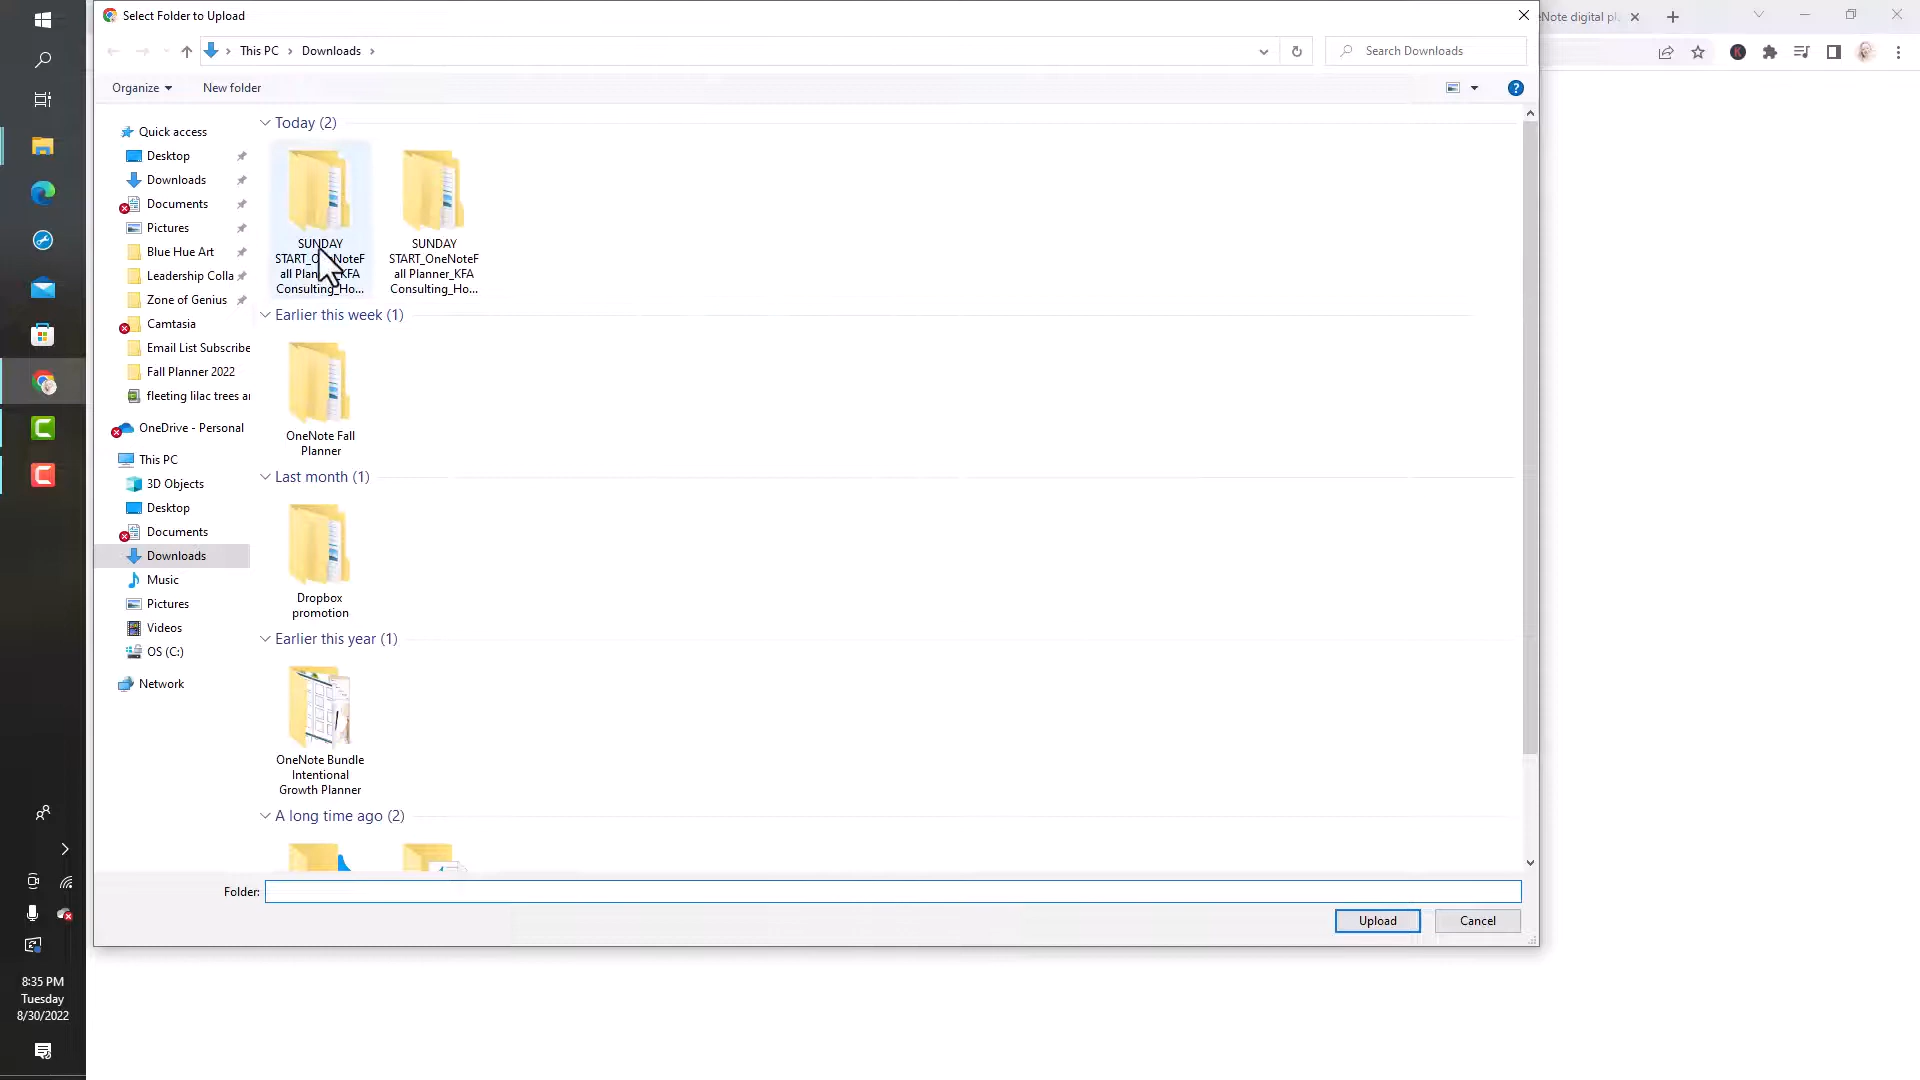 Select Folder to Upload
Note digital pl
This PC
Downloads
Search Downloads
Organize
New folder
Quick access
Desktop
Downloads
Documents
Pictures
Blue Hue Art
Leadership Colla
Zone of Genius
Camtasia
Email List Subscribe
Fall Planner 2022
fleeting lilac trees ar
OneDrive - Personal
This PC
3D Objects
Desktop
Documents
Downloads
Music
Pictures
Videos
OS (C:)
Network
Today (2)
SUNDAY
START_OneNoteF
all Planner_KFA
Consulting_Ho...
SUNDAY
START_OneNoteF
all Planner_KFA
Consulting_Ho...
Earlier this week (1)
OneNote Fall
Planner
Last month (1)
Dropbox
promotion
Earlier this year (1)
OneNote Bundle
Intentional
Growth Planner
A long time ago (2)
Folder:
Upload
Cancel
8:35 PM
Tuesday
8/30/2022